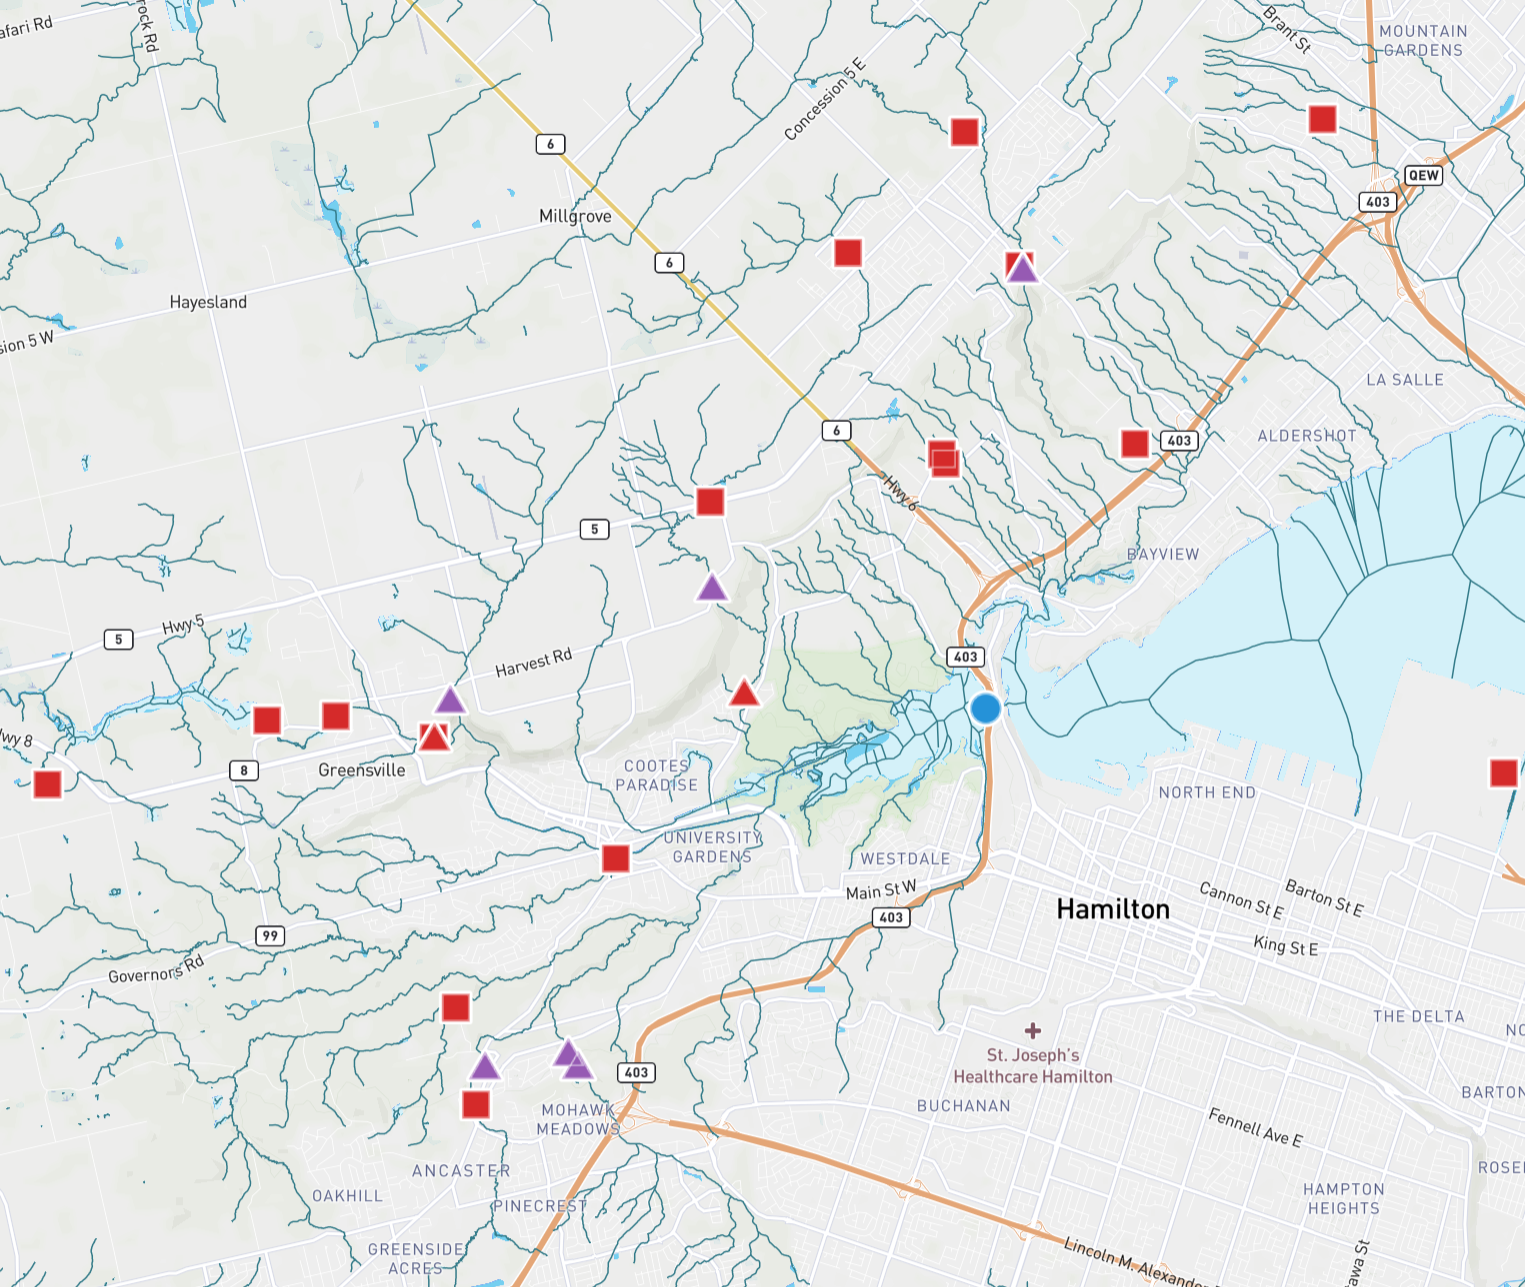 afari Rd
rock Rd
Brant St
MOUNTAIN
GARDENS
Concession 5 E
6
QEW
403
Millgrove
6
Hayesland
sion 5 W
LA SALLE
6
403
ALDERSHOT
Hwy 6
5
BAYVIEW
Hwy 5
5
Harvest Rd
403
wy 8
8
Greensville
COOTES
PARADISE
NORTH END
UNIVERSITY
GARDENS
WESTDALE
Main St W
403
Hamilton
Cannon St E
Barton St E
King St E
99
Governors Rd
THE DELTA
NO
St. Joseph's
Healthcare Hamilton
403
BUCHANAN
BARTON
MOHAWK
MEADOWS
Fennell Ave E
ANCASTER
ROSE
OAKHILL
PINECREST
HAMPTON
HEIGHTS
GREENSIDE
ACRES
Lincoln M. Alexander
awa St